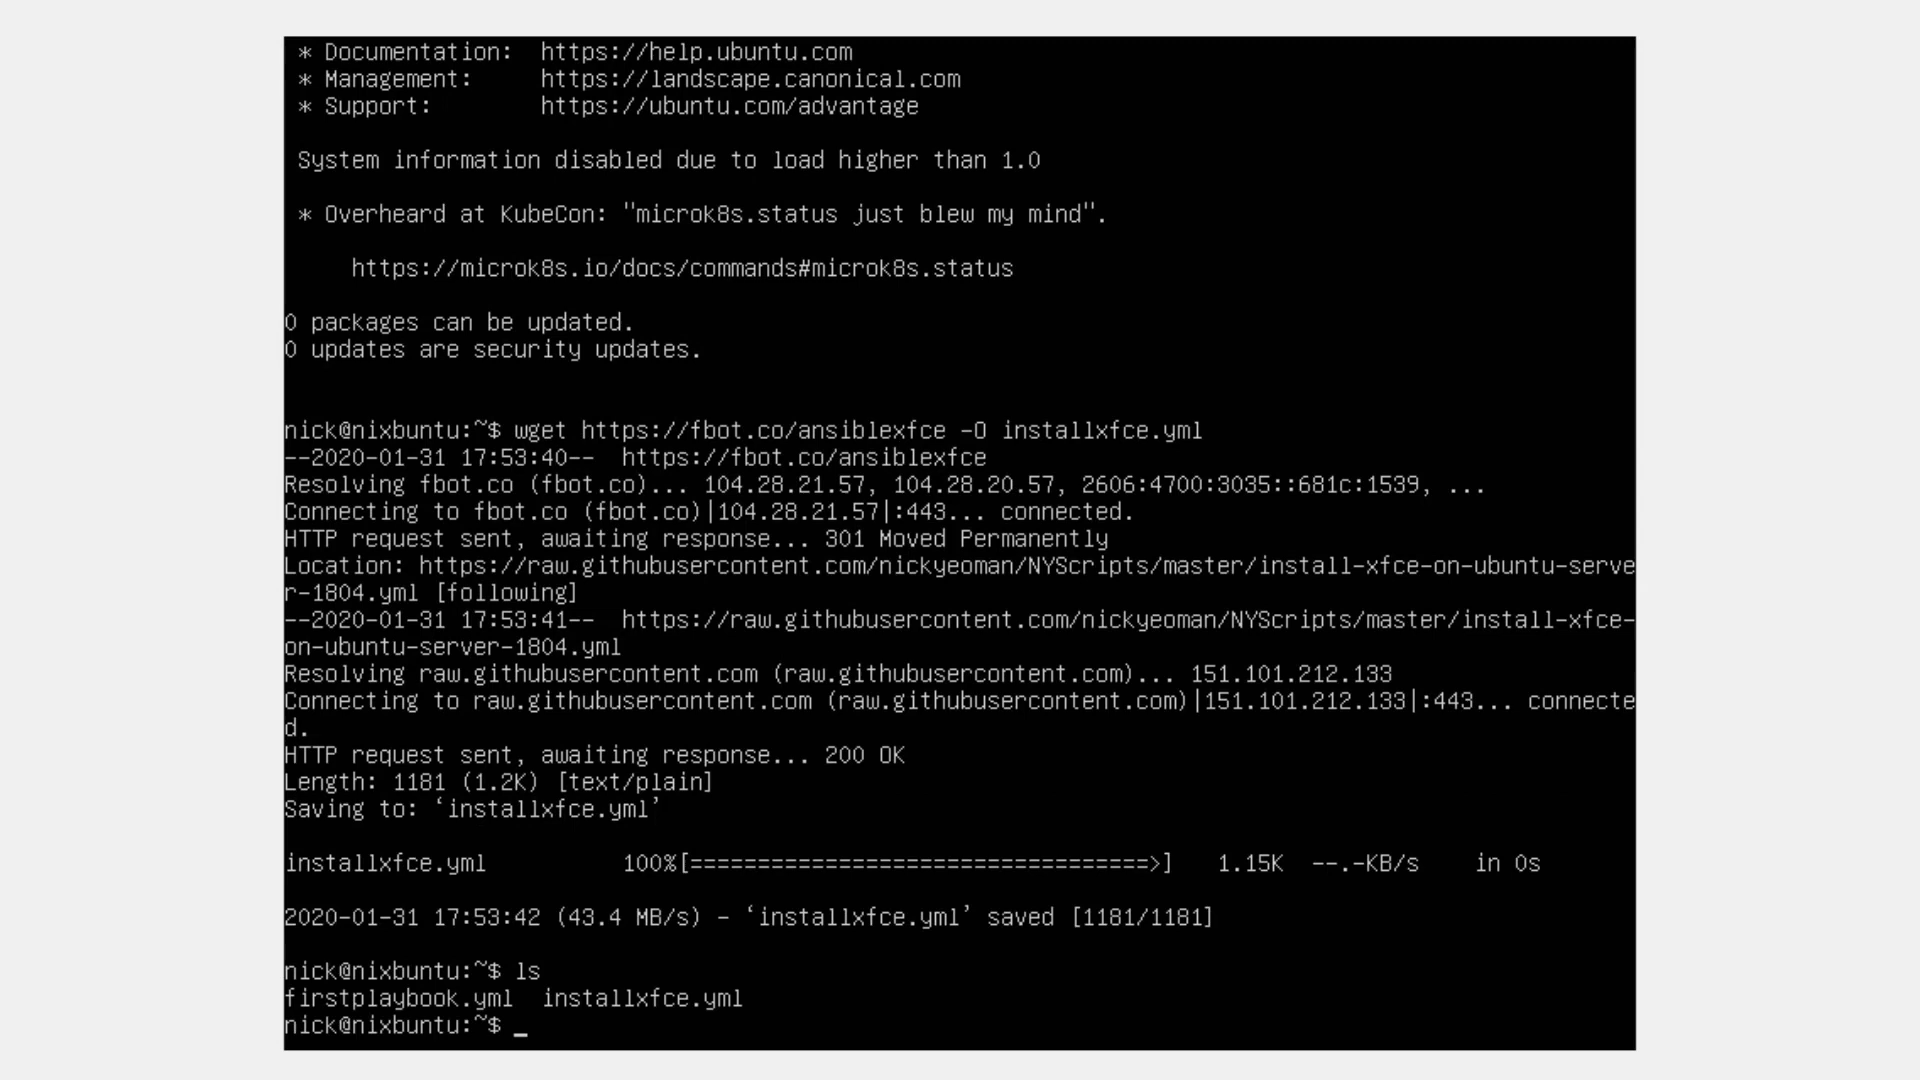 * Documentation:  https://help.ubuntu.com
* Management:     https://landscape.canonical.com
* Support:        https://ubuntu.com/advantage
System information disabled due to load higher than 1.0
* Overheard at KubeCon: "microk8s.status just blew my mind".
https://microk8s.io/docs/commands#microk8s.status
0 packages can be updated.
0 updates are security updates.
nick@nixbuntu:~$ wget https://fbot.co/ansiblexfce -O installxfce.yml
--2020-01-31 17:53:40--  https://fbot.co/ansiblexfce
Resolving fbot.co (fbot.co)... 104.28.21.57, 104.28.20.57, 2606:4700:3035::681c:1539, ...
Connecting to fbot.co (fbot.co)|104.28.21.57|:443... connected.
HTTP request sent, awaiting response... 301 Moved Permanently
Location: https://raw.githubusercontent.com/nickyeoman/NYScripts/master/install-xfce-on-ubuntu-serve
r-1804.yml [following]
--2020-01-31 17:53:41--  https://raw.githubusercontent.com/nickyeoman/NYScripts/master/install-xfce-
on-ubuntu-server-1804.yml
Resolving raw.githubusercontent.com (raw.githubusercontent.com)... 151.101.212.133
Connecting to raw.githubusercontent.com (raw.githubusercontent.com)|151.101.212.133|:443... connecte
d.
HTTP request sent, awaiting response... 200 OK
Length: 1181 (1.2K) [text/plain]
Saving to: ‘installxfce.yml’
installxfce.yml          100%[==================================>]   1.15K  --.-KB/s    in 0s
2020-01-31 17:53:42 (43.4 MB/s) - ‘installxfce.yml’ saved [1181/1181]
nick@nixbuntu:~$ ls
firstplaybook.yml  installxfce.yml
nick@nixbuntu:~$ _